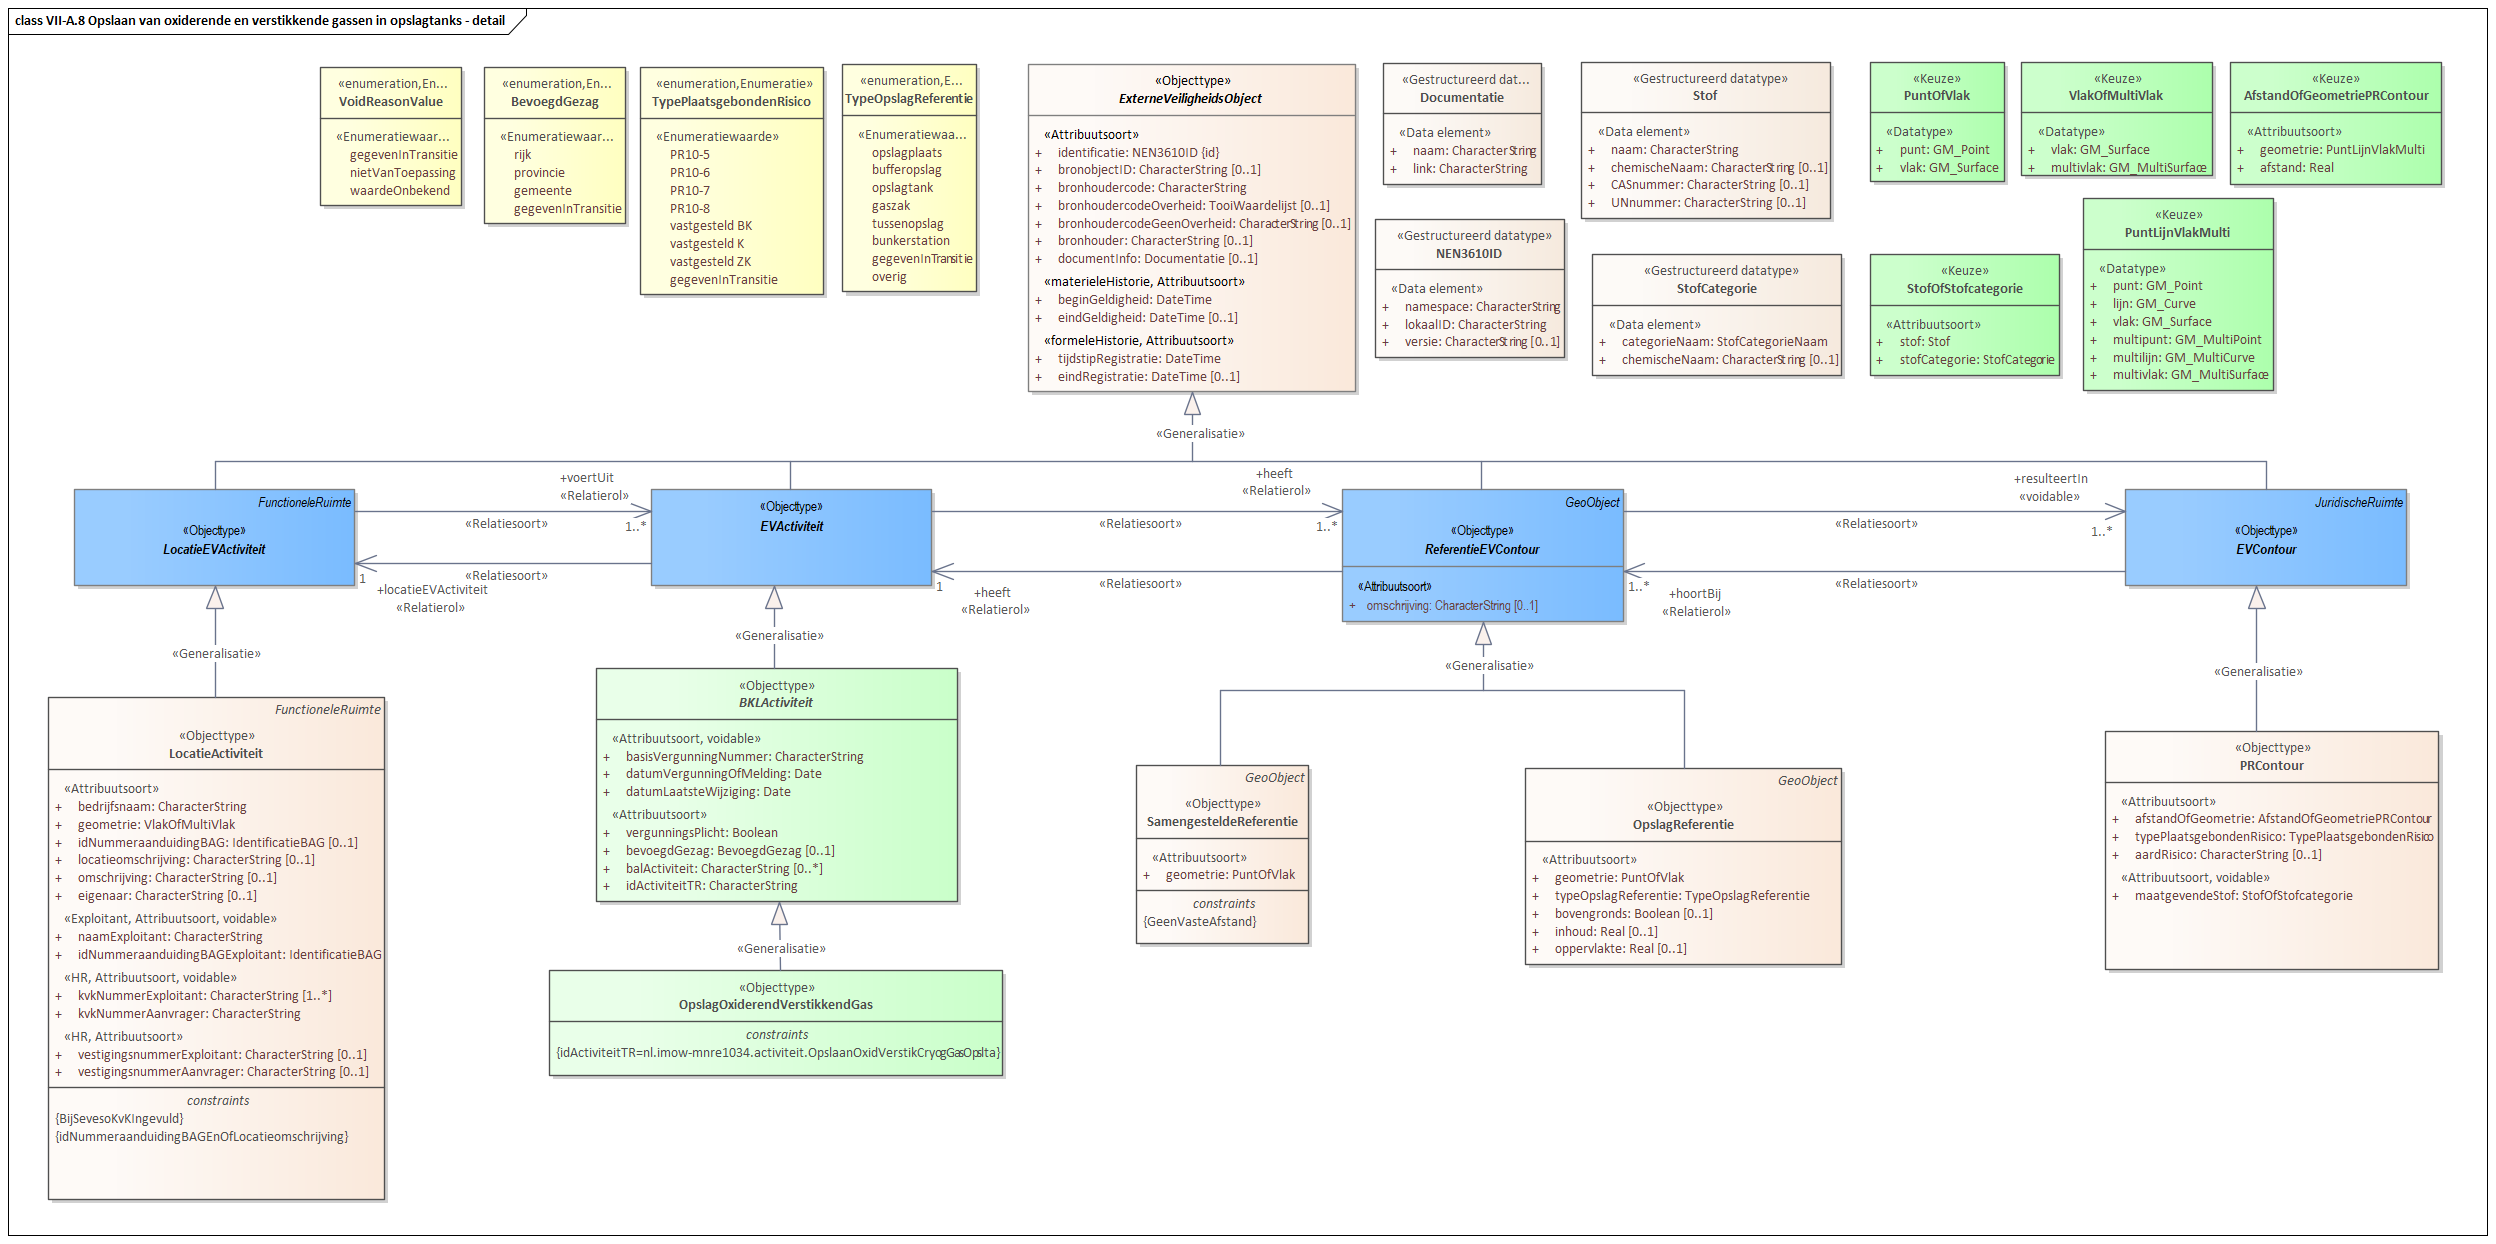 class VII-A.8 Opslaan van oxiderende en verstikkende gassen in opslagtanks - detail
«enumeration,En...
VoidReasonValue
«Enumeratiewaar...
gegevenInTransitie
nietVanToepassing
waardeOnbekend
«enumeration,En...
BevoegdGezag
«Enumeratiewaar...
rijk
provincie
gemeente
gegevenInTransitie
«enumeration,Enumeratie»
TypePlaatsgebondenRisico
«Enumeratiewaarde»
PR10-5
PR10-6
PR10-7
PR10-8
vastgesteld BK
vastgesteld K
vastgesteld ZK
gegevenInTransitie
«enumeration,E...
TypeOpslagReferentie
«Enumeratiewaa...
opslagplaats
bufferopslag
opslagtank
gaszak
tussenopslag
bunkerstation
gegevenInTransitie
overig
«Objecttype»
ExterneVeiligheidsObject
«Attribuutsoort»
+ identificatie: NEN3610ID {id}
+ bronobjectID: CharacterString [0..1]
+ bronhoudercode: CharacterString
+ bronhoudercodeOverheid: TooiWaardelijst [0..1]
+ bronhoudercodeGeenOverheid: CharacterString [0..1]
+ bronhouder: CharacterString [0..1]
+ documentInfo: Documentatie [0..1]
«materieleHistorie, Attribuutsoort»
+ beginGeldigheid: DateTime
+ eindGeldigheid: DateTime [0..1]
«formeleHistorie, Attribuutsoort»
+ tijdstipRegistratie: DateTime
+ eindRegistratie: DateTime [0..1]
«Gestructureerd dat...
Documentatie
«Data element»
+ naam: CharacterString
+ link: CharacterString
«Gestructureerd datatype»
NEN3610ID
«Data element»
+ namespace: CharacterString
+ lokaalID: CharacterString
+ versie: CharacterString [0..1]
«Gestructureerd datatype»
Stof
«Data element»
+ naam: CharacterString
+ chemischeNaam: CharacterString [0..1]
+ CASnummer: CharacterString [0..1]
+ UNnummer: CharacterString [0..1]
«Gestructureerd datatype»
StofCategorie
«Data element»
+ categorieNaam: StofCategorieNaam
+ chemischeNaam: CharacterString [0..1]
«Keuze»
PuntOfVlak
«Datatype»
+ punt: GM_Point
+ vlak: GM_Surface
«Keuze»
VlakOfMultiVlak
«Datatype»
+ vlak: GM_Surface
+ multivlak: GM_MultiSurface
«Keuze»
AfstandOfGeometriePRContour
«Attribuutsoort»
+ geometrie: PuntLijnVlakMulti
+ afstand: Real
«Keuze»
StofOfStofcategorie
«Attribuutsoort»
+ stof: Stof
+ stofCategorie: StofCategorie
«Keuze»
PuntLijnVlakMulti
«Datatype»
+ punt: GM_Point
+ lijn: GM_Curve
+ vlak: GM_Surface
+ multipunt: GM_MultiPoint
+ multilijn: GM_MultiCurve
+ multivlak: GM_MultiSurface
«Generalisatie»
FunctioneleRuimte
«Objecttype»
LocatieEVActiviteit
+voertUit
«Relatierol»
«Relatiesoort»
1..*
«Relatiesoort»
1
+locatieEVActiviteit
«Relatierol»
«Objecttype»
EVActiviteit
+heeft
«Relatierol»
«Relatiesoort»
1..*
«Relatiesoort»
1
+heeft
«Relatierol»
GeoObject
«Objecttype»
ReferentieEVContour
«Attribuutsoort»
+ omschrijving: CharacterString [0..1]
+resulteertIn
«voidable»
«Relatiesoort»
1..*
«Relatiesoort»
1..*
+hoortBij
«Relatierol»
JuridischeRuimte
«Objecttype»
EVContour
«Generalisatie»
«Generalisatie»
«Generalisatie»
«Generalisatie»
FunctioneleRuimte
«Objecttype»
LocatieActiviteit
«Attribuutsoort»
+ bedrijfsnaam: CharacterString
+ geometrie: VlakOfMultiVlak
+ idNummeraanduidingBAG: IdentificatieBAG [0..1]
+ locatieomschrijving: CharacterString [0..1]
+ omschrijving: CharacterString [0..1]
+ eigenaar: CharacterString [0..1]
«Exploitant, Attribuutsoort, voidable»
+ naamExploitant: CharacterString
+ idNummeraanduidingBAGExploitant: IdentificatieBAG
«HR, Attribuutsoort, voidable»
+ kvkNummerExploitant: CharacterString [1..*]
+ kvkNummerAanvrager: CharacterString
«HR, Attribuutsoort»
+ vestigingsnummerExploitant: CharacterString [0..1]
+ vestigingsnummerAanvrager: CharacterString [0..1]
constraints
{BijSevesoKvKIngevuld}
{idNummeraanduidingBAGEnOfLocatieomschrijving}
«Objecttype»
BKLActiviteit
«Attribuutsoort, voidable»
+ basisVergunningNummer: CharacterString
+ datumVergunningOfMelding: Date
+ datumLaatsteWijziging: Date
«Attribuutsoort»
+ vergunningsPlicht: Boolean
+ bevoegdGezag: BevoegdGezag [0..1]
+ balActiviteit: CharacterString [0..*]
+ idActiviteitTR: CharacterString
«Generalisatie»
«Objecttype»
OpslagOxiderendVerstikkendGas
constraints
{idActiviteitTR=nl.imow-mnre1034.activiteit.OpslaanOxidVerstikCryogGasOpslta}
GeoObject
«Objecttype»
SamengesteldeReferentie
«Attribuutsoort»
+ geometrie: PuntOfVlak
constraints
{GeenVasteAfstand}
GeoObject
«Objecttype»
OpslagReferentie
«Attribuutsoort»
+ geometrie: PuntOfVlak
+ typeOpslagReferentie: TypeOpslagReferentie
+ bovengronds: Boolean [0..1]
+ inhoud: Real [0..1]
+ oppervlakte: Real [0..1]
«Objecttype»
PRContour
«Attribuutsoort»
+ afstandOfGeometrie: AfstandOfGeometriePRContour
+ typePlaatsgebondenRisico: TypePlaatsgebondenRisico
+ aardRisico: CharacterString [0..1]
«Attribuutsoort, voidable»
+ maatgevendeStof: StofOfStofcategorie